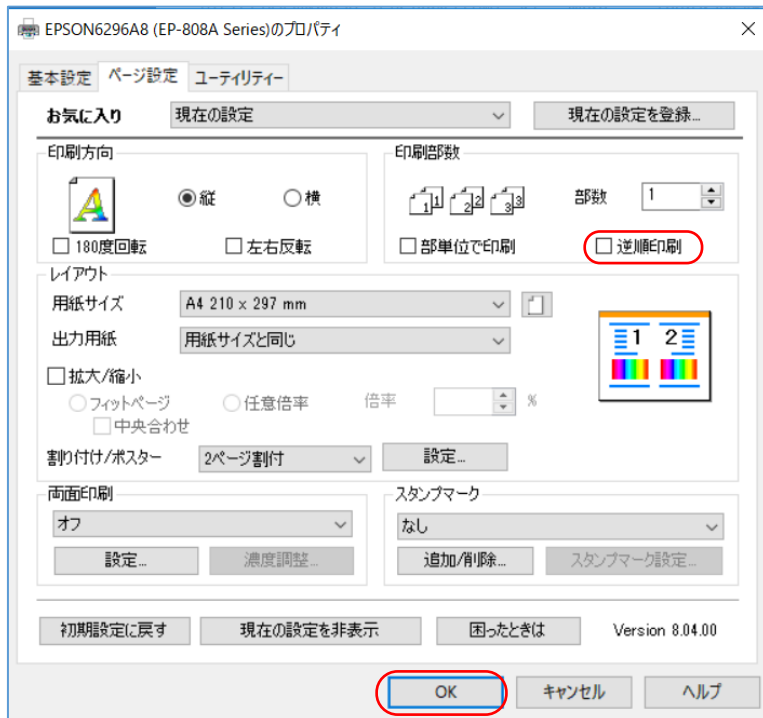 EPSON6296A8 (EP-808A Series)のプロパティ
基本設定 ページ設定 ユーティリティー
お気に入り 現在の設定 現在の設定を登録...
印刷方向 印刷部数
縦 横 1 1 2 2 3 3 部数 1
180度回転 左右反転 部単位で印刷 逆順印刷
レイアウト
用紙サイズ A4 210 x 297 mm
出力用紙 用紙サイズと同じ
1 2
拡大/縮小
フィットページ 任意倍率 倍率 %
中央合わせ
割り付け/ポスター 2ページ割付 設定...
両面印刷 スタンプマーク
オフ なし
設定... 濃度調整... 追加/削除... スタンプマーク設定...
初期設定に戻す 現在の設定を非表示 困ったときは Version 8.04.00
OK キャンセル ヘルプ